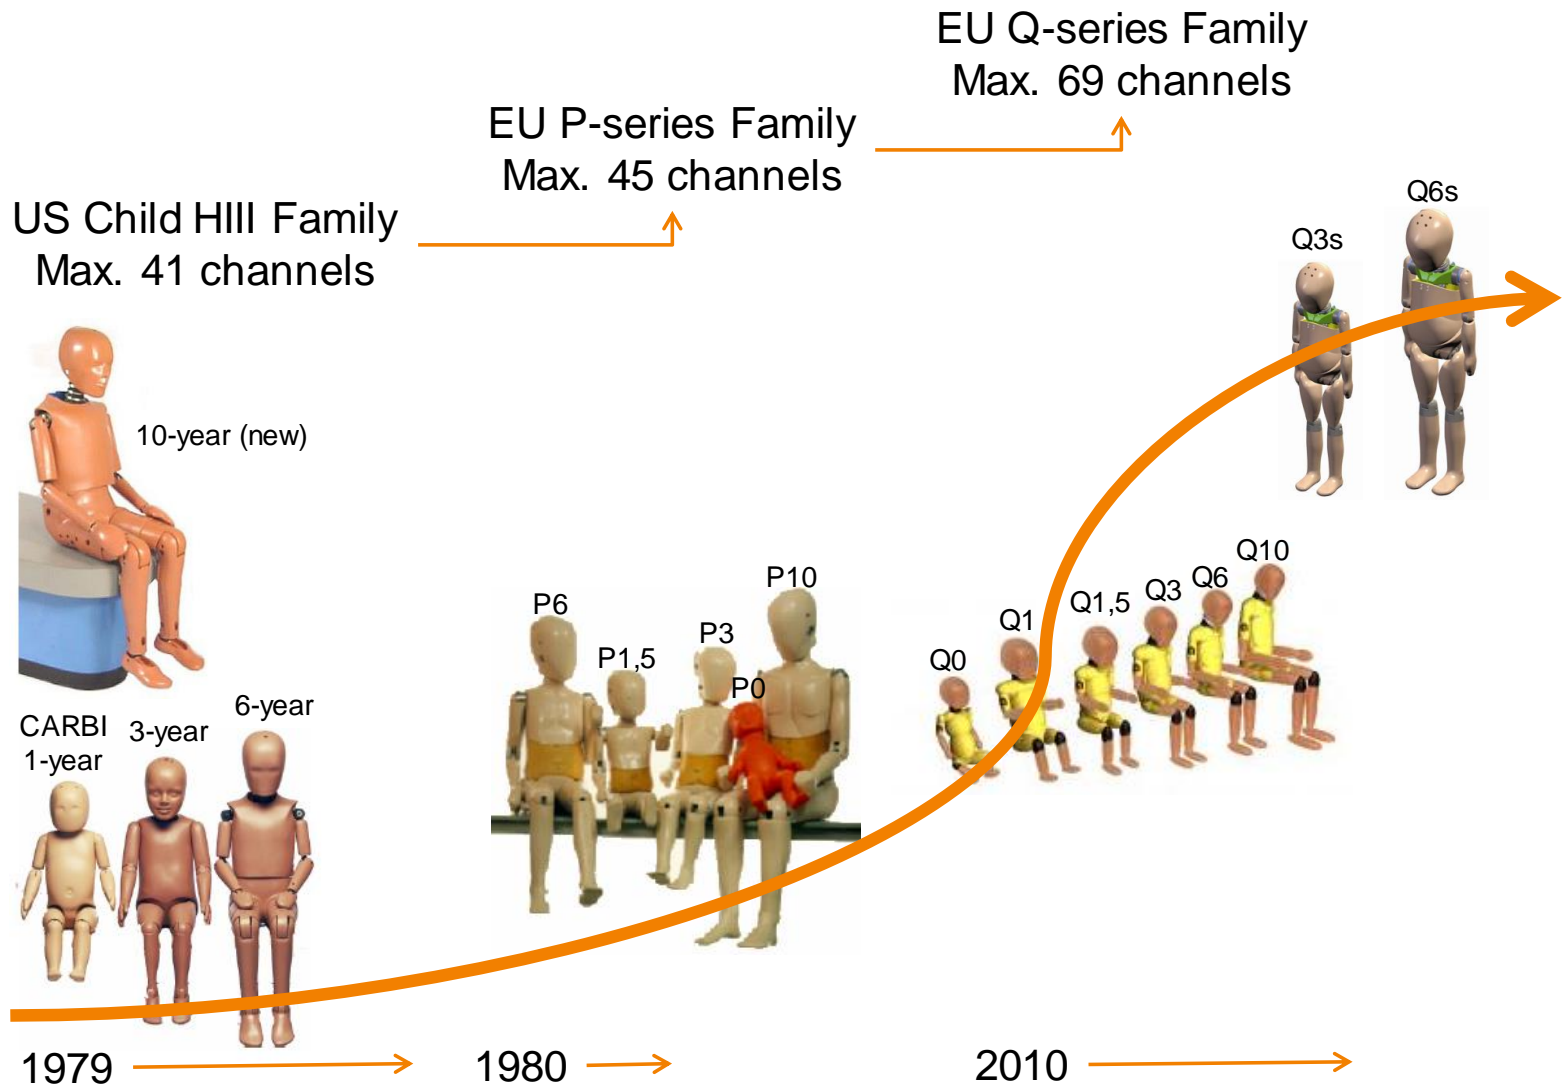 EU Q-series Family
Max. 69 channels
EU P-series Family
Max. 45 channels
US Child HIII Family
Max. 41 channels
Q6s
Q3s
10-year (new)
Q10
Q6
Q3
Q1,5
Q1
Q0
P10
P6
P3
P1,5
P0
6-year
3-year
CARBI
1-year
1979
1980
2010